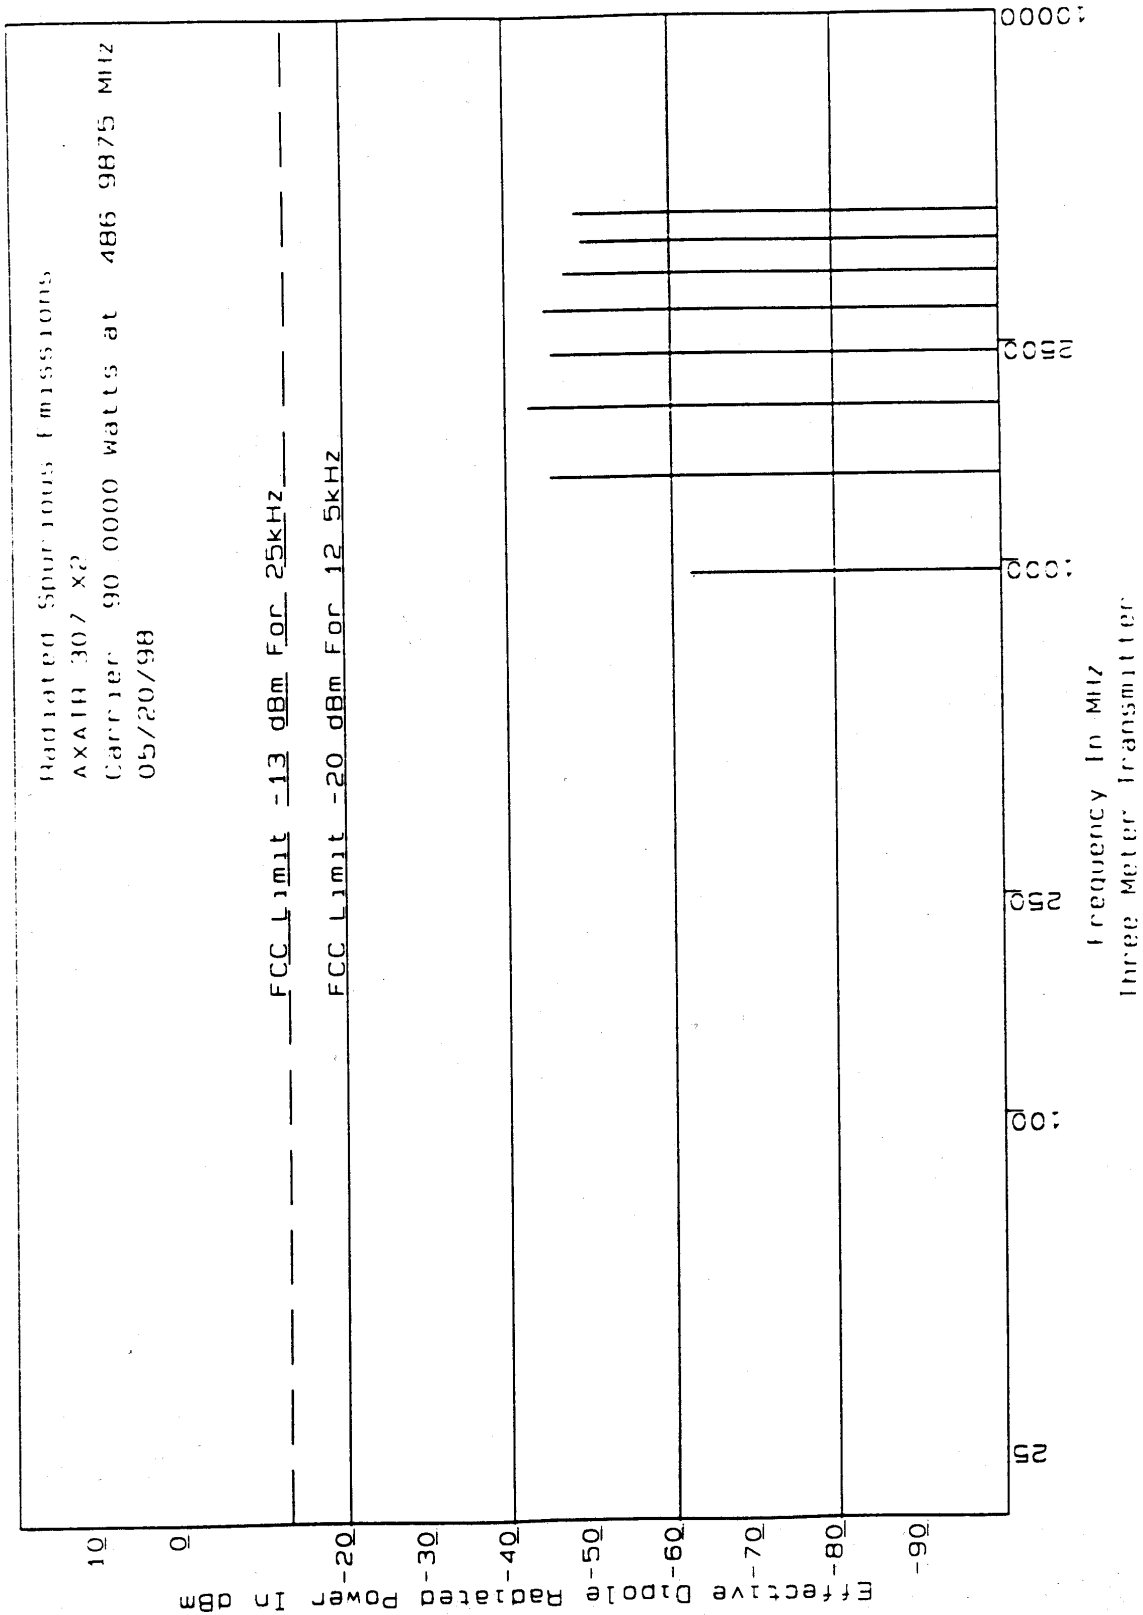 Radiated Spurious Emissions
AXATR 307 X2
Carrier 90 0000 Watts at 486 9875 MHz
05/20/98
FCC Limit -13 dBm For 25kHz
FCC Limit -20 dBm For 12 5kHz
10
0
-20
-30
-40
-50
-60
-70
-80
-90
Effective Dipole Radiated Power In dBm
25
100
250
1000
2500
10000
Frequency In MHz
Three Meter Transmitter